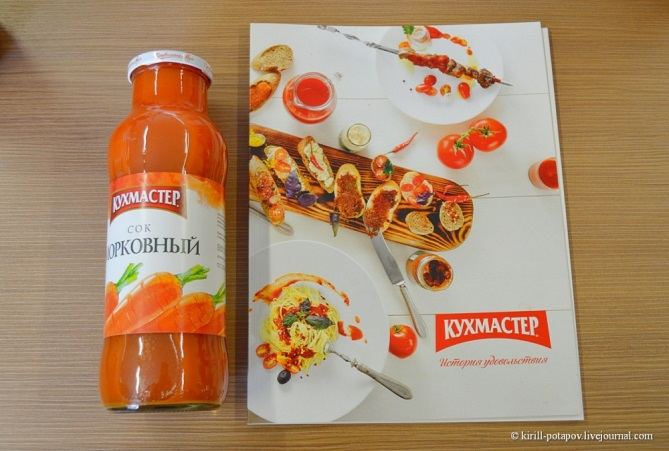 КУХМАСТЕР
СОК
МОРКОВНЫЙ
КУХМАСТЕР
История удовольствия
© kirill-potapov.livejournal.com